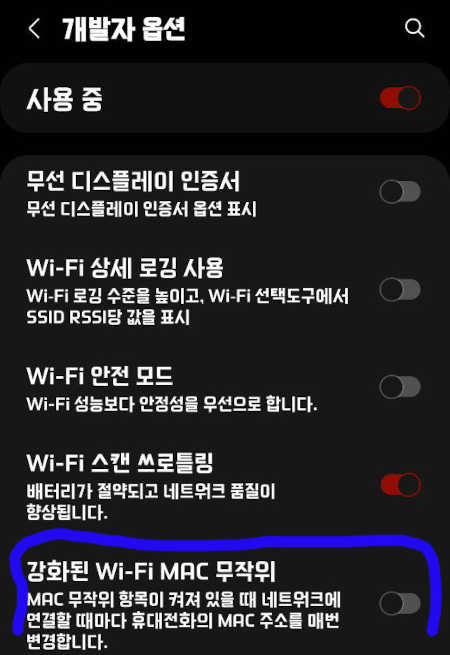 개발자 옵션
사용 중
무선 디스플레이 인증서
무선 디스플레이 인증서 옵션 표시
Wi-Fi 상세 로깅 사용
Wi-Fi 로깅 수준을 높이고, Wi-Fi 선택도구에서
SSID RSSI당 값을 표시
Wi-Fi 안전 모드
Wi-Fi 성능보다 안정성을 우선으로 합니다.
Wi-Fi 스캔 쓰로틀링
배터리가 절약되고 네트워크 품질이
향상됩니다.
강화된 Wi-Fi MAC 무작위
MAC 무작위 항목이 켜져 있을 때 네트워크에
연결할 때마다 휴대전화의 MAC 주소를 매번
변경합니다.